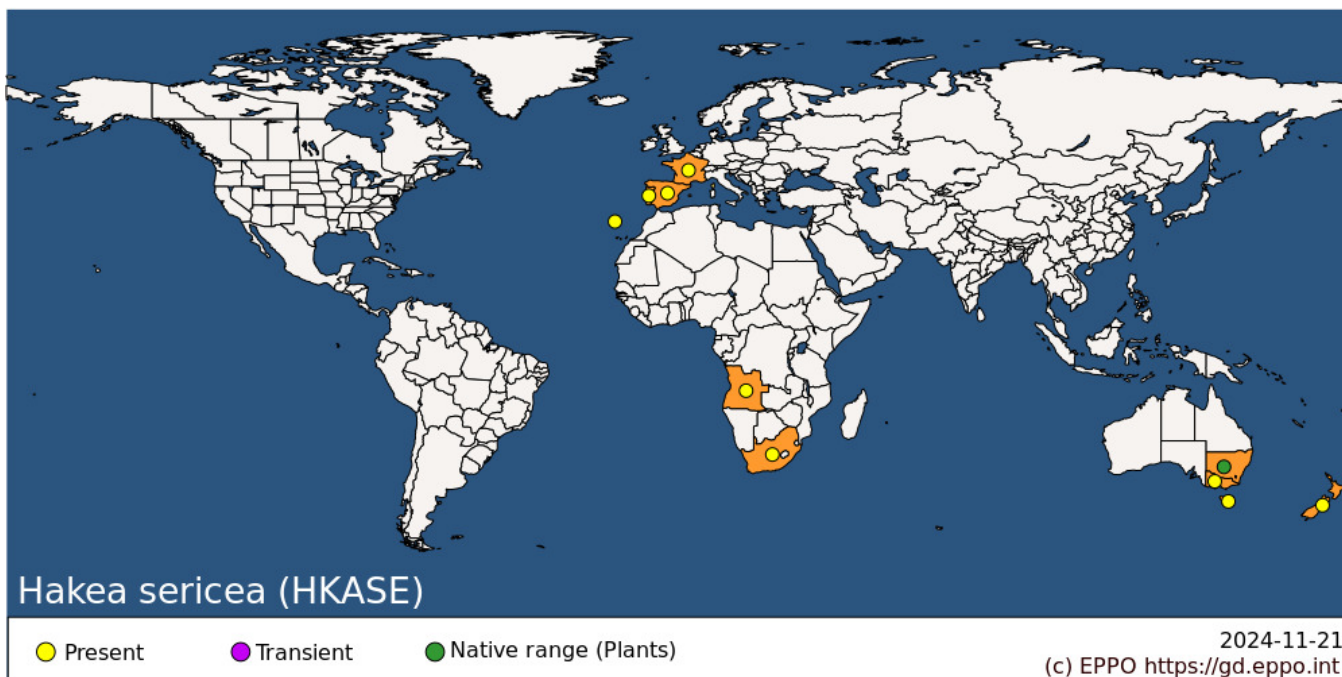 Hakea sericea (HKASE)
Present
Transient
Native range (Plants)
2024-11-21
(c) EPPO https://gd.eppo.int